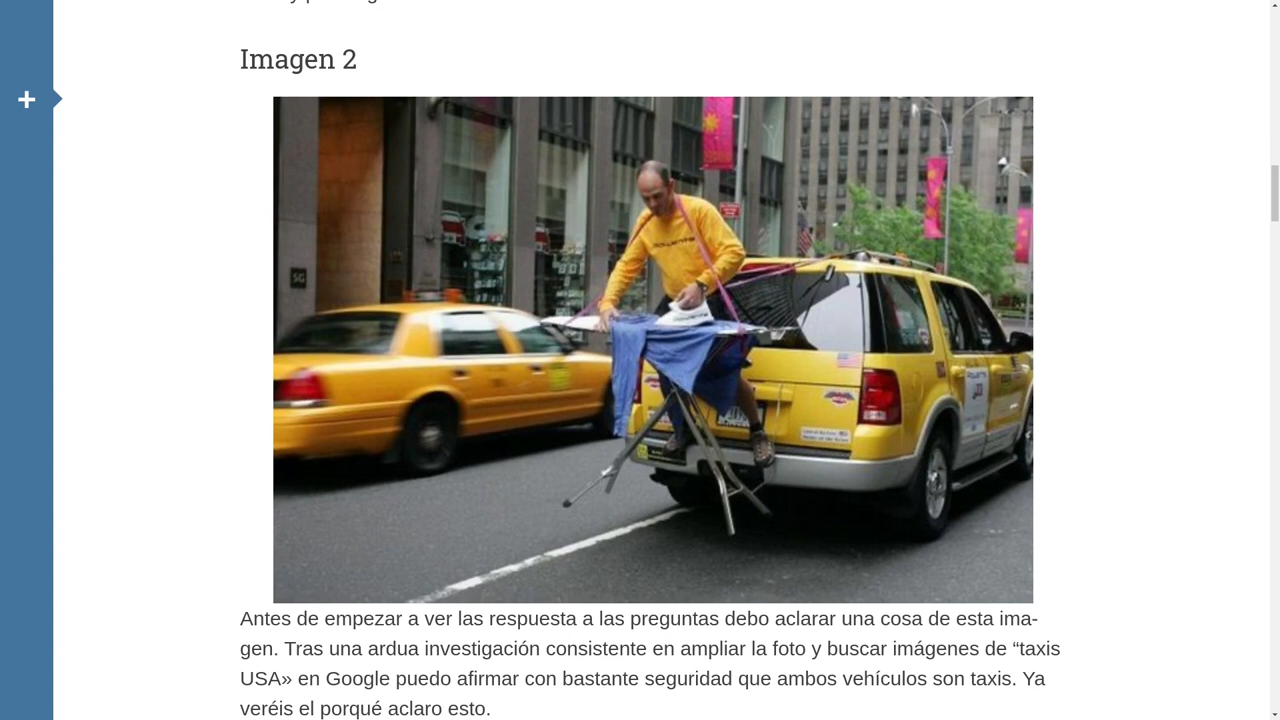 Imagen 2
+
Antes de empezar a ver las respuesta a las preguntas debo aclarar una cosa de esta ima-
gen. Tras una ardua investigación consistente en ampliar la foto y buscar imágenes de “taxis
USA» en Google puedo afirmar con bastante seguridad que ambos vehículos son taxis. Ya
veréis el porqué aclaro esto.